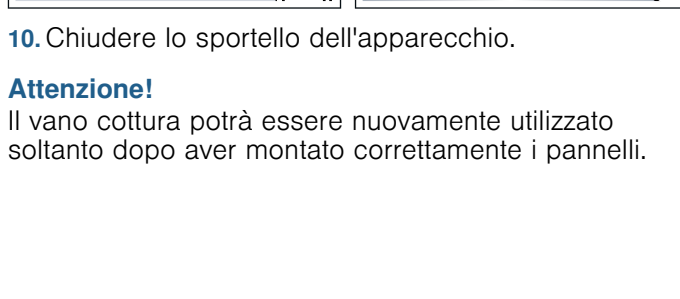 10. Chiudere lo sportello dell'apparecchio.
Attenzione!
Il vano cottura potrà essere nuovamente utilizzato
soltanto dopo aver montato correttamente i pannelli.